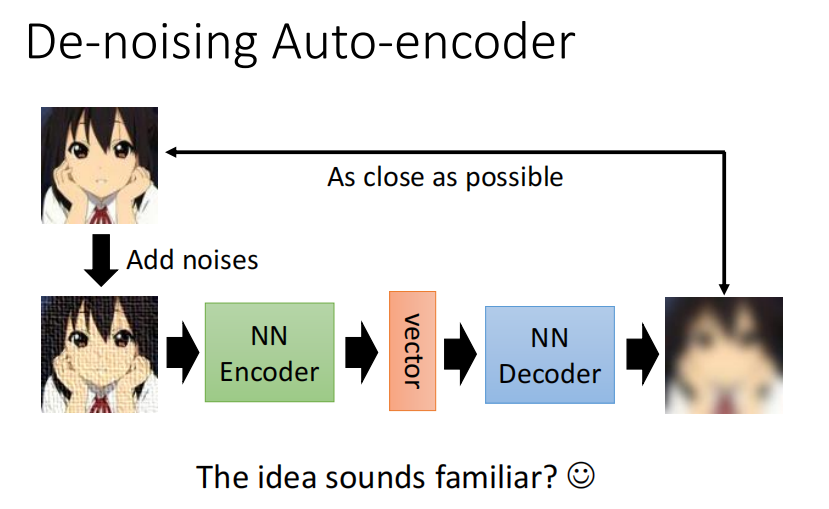 De-noising Auto-encoder
As close as possible
Add noises
NN
Encoder
vector
NN
Decoder
The idea sounds familiar? ☺